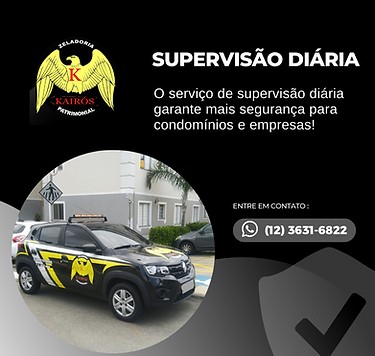 ZELADORIA
K
KAIRÓS
PATRIMONIAL
SUPERVISÃO DIÁRIA
O serviço de supervisão diária
garante mais segurança para
condomínios e empresas!
ENTRE EM CONTATO :
(12) 3631-6822